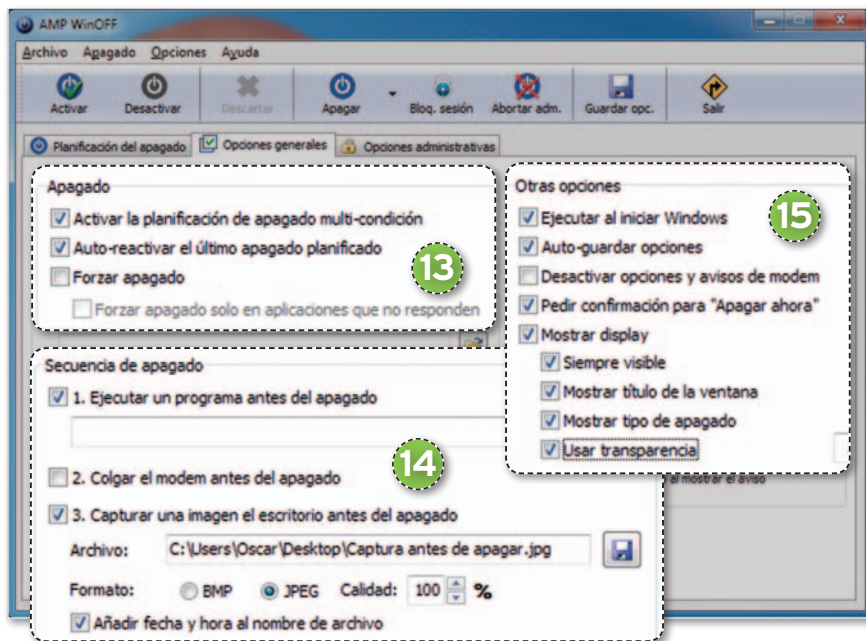 AMP WinOFF
Archivo Apagado Opciones Ayuda
Activar Desactivar Descartar Apagar Bloq. sesión Abortar adm. Guardar opc. Salir
Planificación del apagado Opciones generales Opciones administrativas
Apagado
Activar la planificación de apagado multi-condición
Auto-reactivar el último apagado planificado
Forzar apagado
Forzar apagado solo en aplicaciones que no responden
13
Otras opciones
Ejecutar al iniciar Windows
Auto-guardar opciones
Desactivar opciones y avisos de modem
Pedir confirmación para "Apagar ahora"
Mostrar display
Siempre visible
Mostrar título de la ventana
Mostrar tipo de apagado
Usar transparencia
15
al mostrar el aviso
Secuencia de apagado
1. Ejecutar un programa antes del apagado
2. Colgar el modem antes del apagado
3. Capturar una imagen el escritorio antes del apagado
Archivo: C:\Users\Oscar\Desktop\Captura antes de apagar.jpg
Formato: BMP JPEG Calidad: 100 %
Añadir fecha y hora al nombre de archivo
14